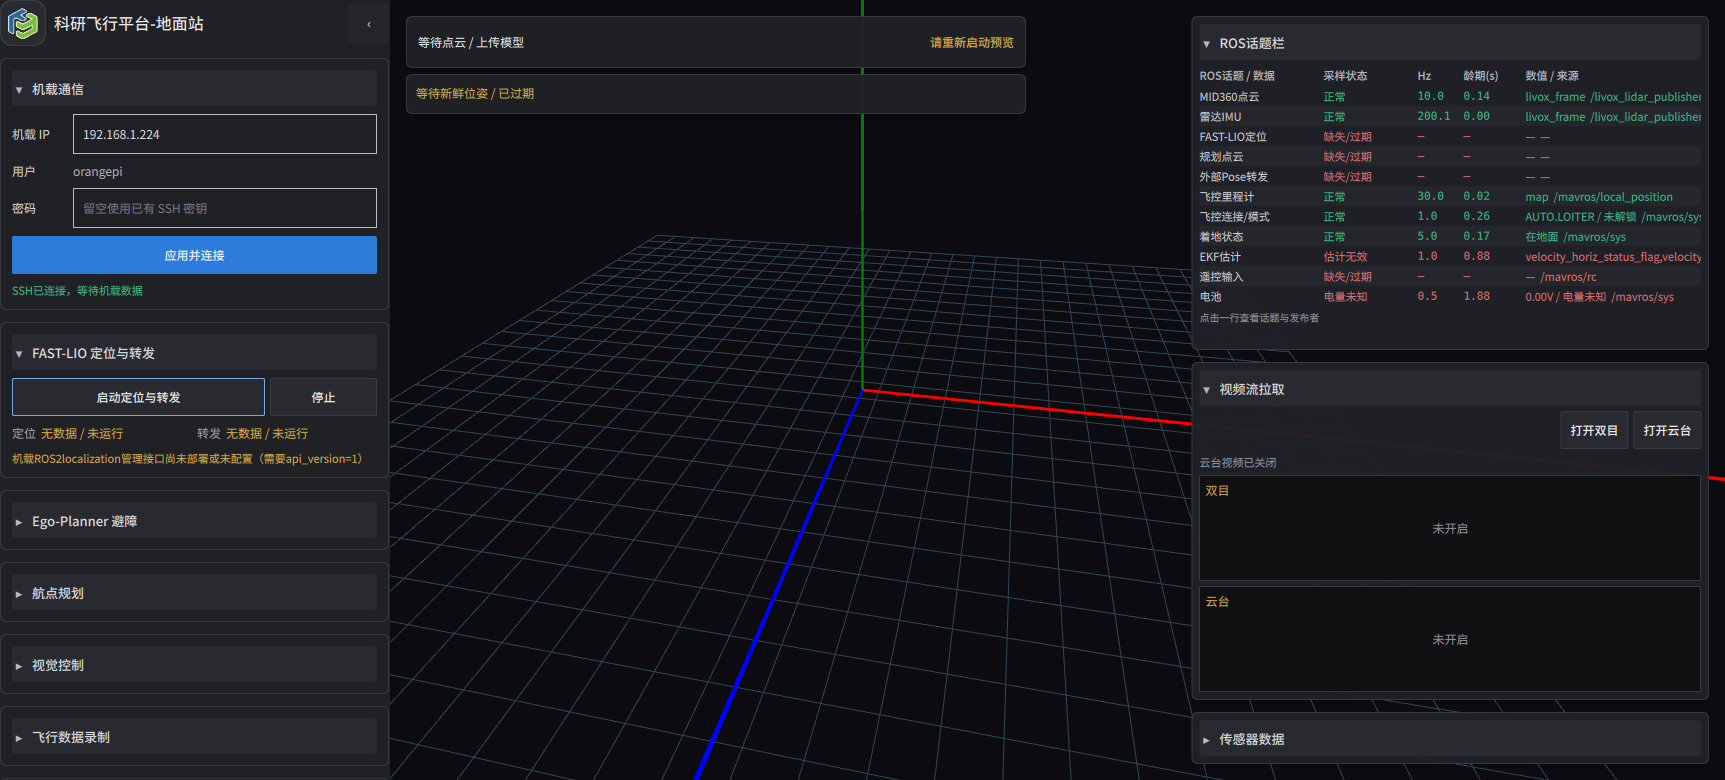 科研飞行平台-地面站
‹
▼ 机载通信
机载 IP 192.168.1.224
用户 orangepi
密码 留空使用已有 SSH 密钥
应用并连接
SSH已连接，等待机载数据
▼ FAST-LIO 定位与转发
启动定位与转发 停止
定位 无数据 / 未运行 转发 无数据 / 未运行
机载ROS2localization管理接口尚未部署或未配置（需要api_version=1）
▶ Ego-Planner 避障
▶ 航点规划
▶ 视觉控制
▶ 飞行数据录制
等待点云 / 上传模型 请重新启动预览
等待新鲜位姿 / 已过期
▼ ROS话题栏
ROS话题 / 数据 采样状态 Hz 龄期(s) 数值 / 来源
MID360点云 正常 10.0 0.14 livox_frame /livox_lidar_publisher
雷达IMU 正常 200.1 0.00 livox_frame /livox_lidar_publisher
FAST-LIO定位 缺失/过期 — — — —
规划点云 缺失/过期 — — — —
外部Pose转发 缺失/过期 — — — —
飞控里程计 正常 30.0 0.02 map /mavros/local_position
飞控连接/模式 正常 1.0 0.26 AUTO.LOITER / 未解锁 /mavros/sys
着地状态 正常 5.0 0.17 在地面 /mavros/sys
EKF估计 估计无效 1.0 0.88 velocity_horiz_status_flag,velocity
遥控输入 缺失/过期 — — — /mavros/rc
电池 电量未知 0.5 1.88 0.00V / 电量未知 /mavros/sys
点击一行查看话题与发布者
▼ 视频流拉取
打开双目 打开云台
云台视频已关闭
双目
未开启
云台
未开启
▶ 传感器数据